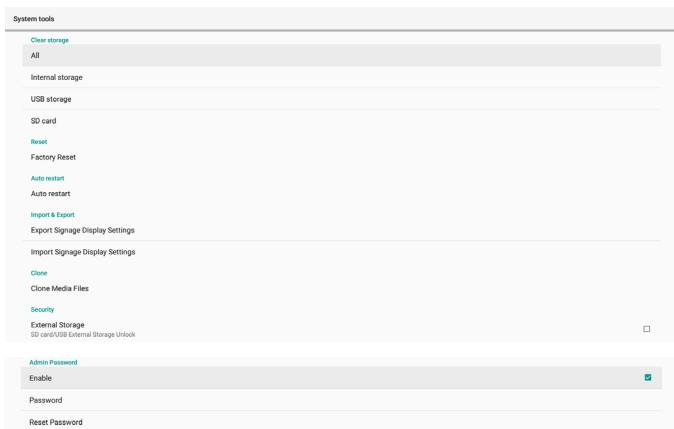 System tools
Clear storage
All
Internal storage
USB storage
SD card
Reset
Factory Reset
Auto restart
Auto restart
Import & Export
Export Signage Display Settings
Import Signage Display Settings
Clone
Clone Media Files
Security
External Storage
SD card/USB External Storage Unlock
Admin Password
Enable
Password
Reset Password